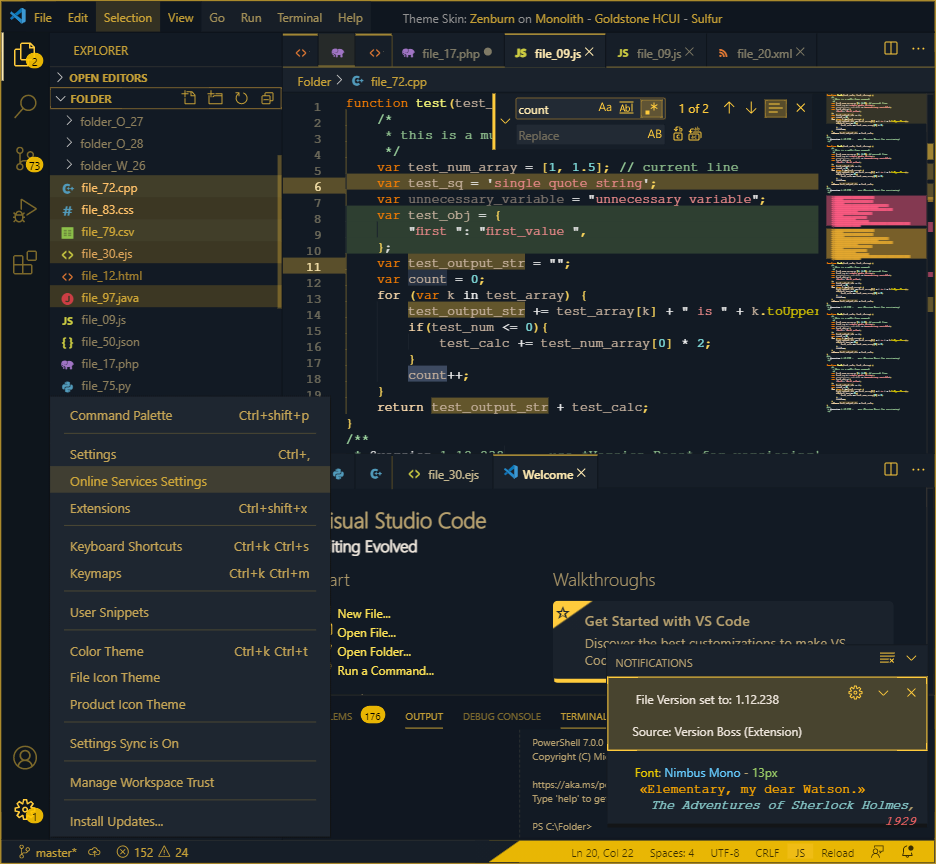 File Edit Selection View Go Run Terminal Help Theme Skin: Zenburn on Monolith - Goldstone HCUI - Sulfur
2
73
EXPLORER
OPEN EDITORS
FOLDER
folder_O_27
folder_O_28
folder_W_26
file_72.cpp
file_83.css
file_79.csv
file_30.ejs
file_12.html
file_97.java
JS file_09.js
file_50.json
file_17.php
file_75.py
file_17.php JS file_09.js JS file_09.js file_20.xml
Folder > file_72.cpp
count Aa Abl .* 1 of 2
Replace AB
1 function test(test_
2 /*
3 * this is a mu
4 */
5 var test_num_array = [1, 1.5]; // current line
6 var test_sq = 'single quote string';
7 var unnecessary_variable = "unnecessary variable";
8 var test_obj = {
9 "first ": "first_value ",
10 };
11 var test_output_str = "";
12 var count = 0;
13 for (var k in test_array) {
14 test_output_str += test_array[k] + " is " + k.toUpper
15 if(test_num <= 0){
16 test_calc += test_num_array[0] * 2;
17 }
18 count++;
19 }
return test_output_str + test_calc;
}
/**
Command Palette Ctrl+shift+p
Settings Ctrl+,
Online Services Settings
Extensions Ctrl+shift+x
Keyboard Shortcuts Ctrl+k Ctrl+s
Keymaps Ctrl+k Ctrl+m
User Snippets
Color Theme Ctrl+k Ctrl+t
File Icon Theme
Product Icon Theme
Settings Sync is On
Manage Workspace Trust
Install Updates...
1
file_30.ejs Welcome
isual Studio Code
iting Evolved
art
New File...
Open File...
Open Folder...
Run a Command...
Walkthroughs
Get Started with VS Code
Discover the best customizations to make VS
Coc
LEMS 176 OUTPUT DEBUG CONSOLE TERMINAL
PowerShell 7.0.0
Copyright (C) Mi
https://aka.ms/p
Type 'help' to ge
PS C:\Folder>
NOTIFICATIONS
File Version set to: 1.12.238
Source: Version Boss (Extension)
Font: Nimbus Mono - 13px
«Elementary, my dear Watson.»
The Adventures of Sherlock Holmes,
1929
master* 152 24 Ln 20, Col 22 Spaces: 4 UTF-8 CRLF JS Reload